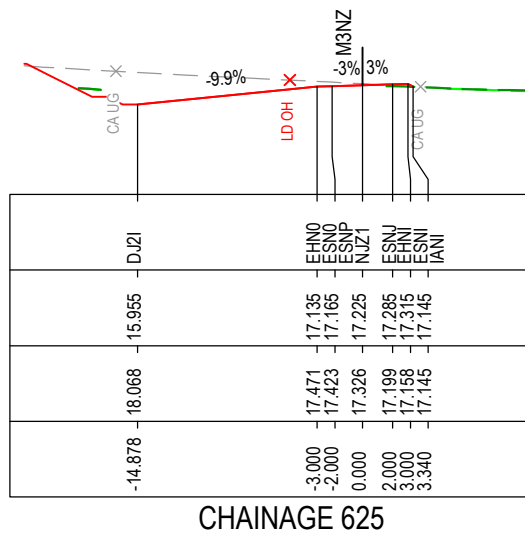 M3NZ
-9.9%
-3%
3%
CA UG
LD OH
CA UG
DJ2I
EHN0
ESN0
ESNP
NJZ1
ESNJ
EHNI
ESNI
IANI
15.955
17.135
17.165
17.225
17.285
17.315
17.145
18.068
17.471
17.423
17.326
17.199
17.158
17.145
-14.878
-3.000
-2.000
0.000
2.000
3.000
3.340
CHAINAGE 625